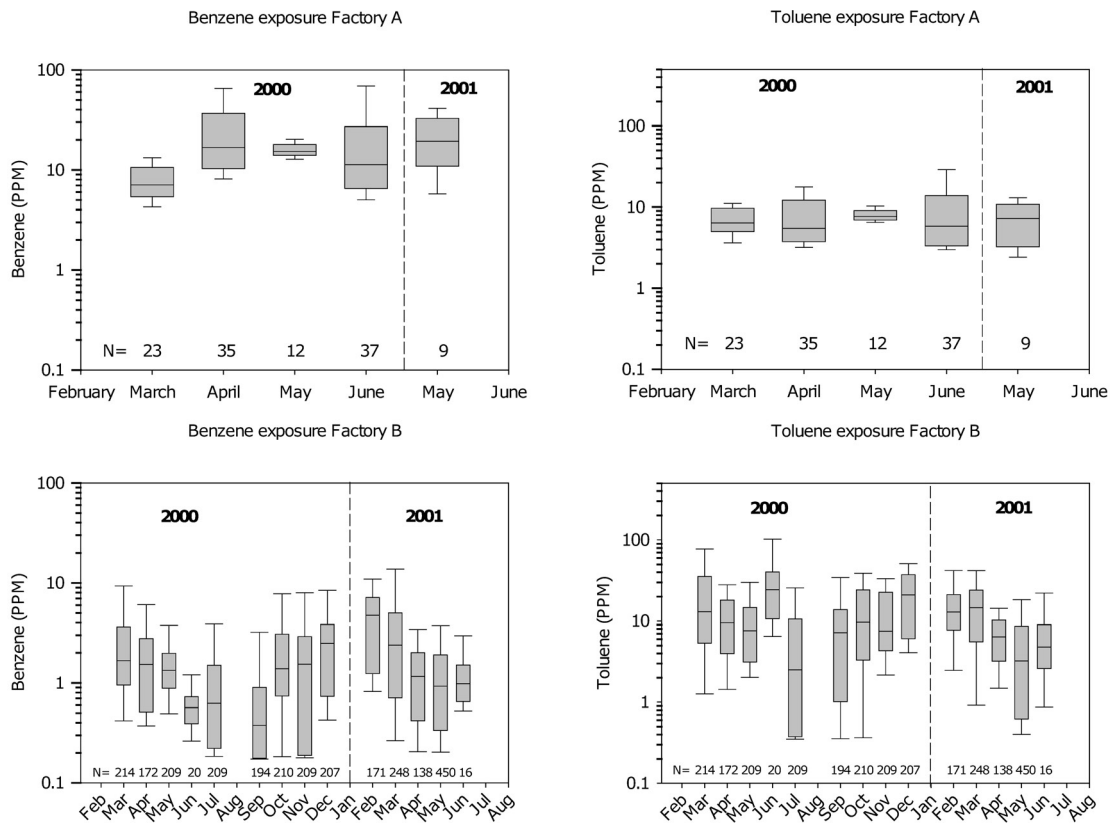 Benzene exposure Factory A
100
10
1
0.1
Benzene (PPM)
2000
2001
N= 23 35 12 37 9
February March April May June May June
Toluene exposure Factory A
100
10
1
0.1
Toluene (PPM)
2000
2001
N= 23 35 12 37 9
February March April May June May June
Benzene exposure Factory B
100
10
1
0.1
Benzene (PPM)
2000
2001
N= 214 172 209 20 209 194 210 209 207 171 248 138 450 16
Feb Mar Apr May Jun Jul Aug Sep Oct Nov Dec Jan Feb Mar Apr May Jun Jul Aug
Toluene exposure Factory B
100
10
1
0.1
Toluene (PPM)
2000
2001
N= 214 172 209 20 209 194 210 209 207 171 248 138 450 16
Feb Mar Apr May Jun Jul Aug Sep Oct Nov Dec Jan Feb Mar Apr May Jun Jul Aug